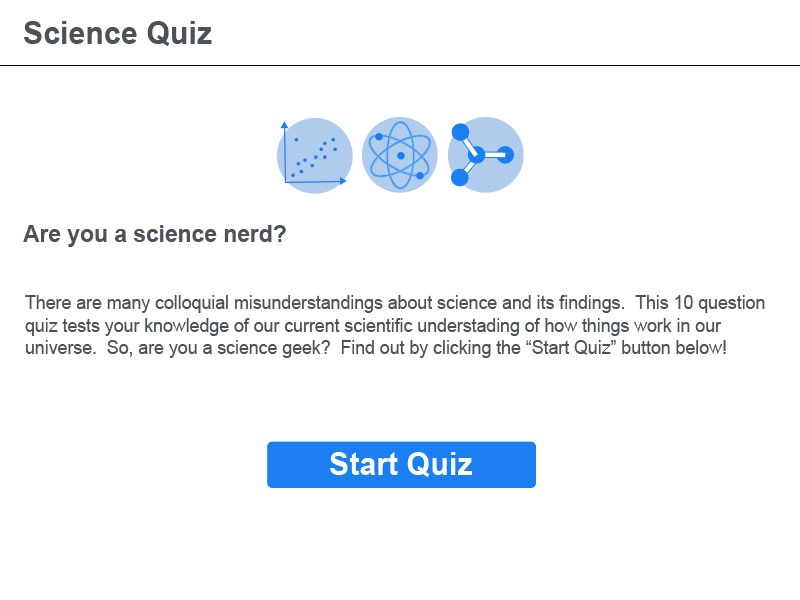 Science Quiz
Are you a science nerd?
There are many colloquial misunderstandings about science and its findings.  This 10 question
quiz tests your knowledge of our current scientific understading of how things work in our
universe.  So, are you a science geek?  Find out by clicking the “Start Quiz” button below!
Start Quiz